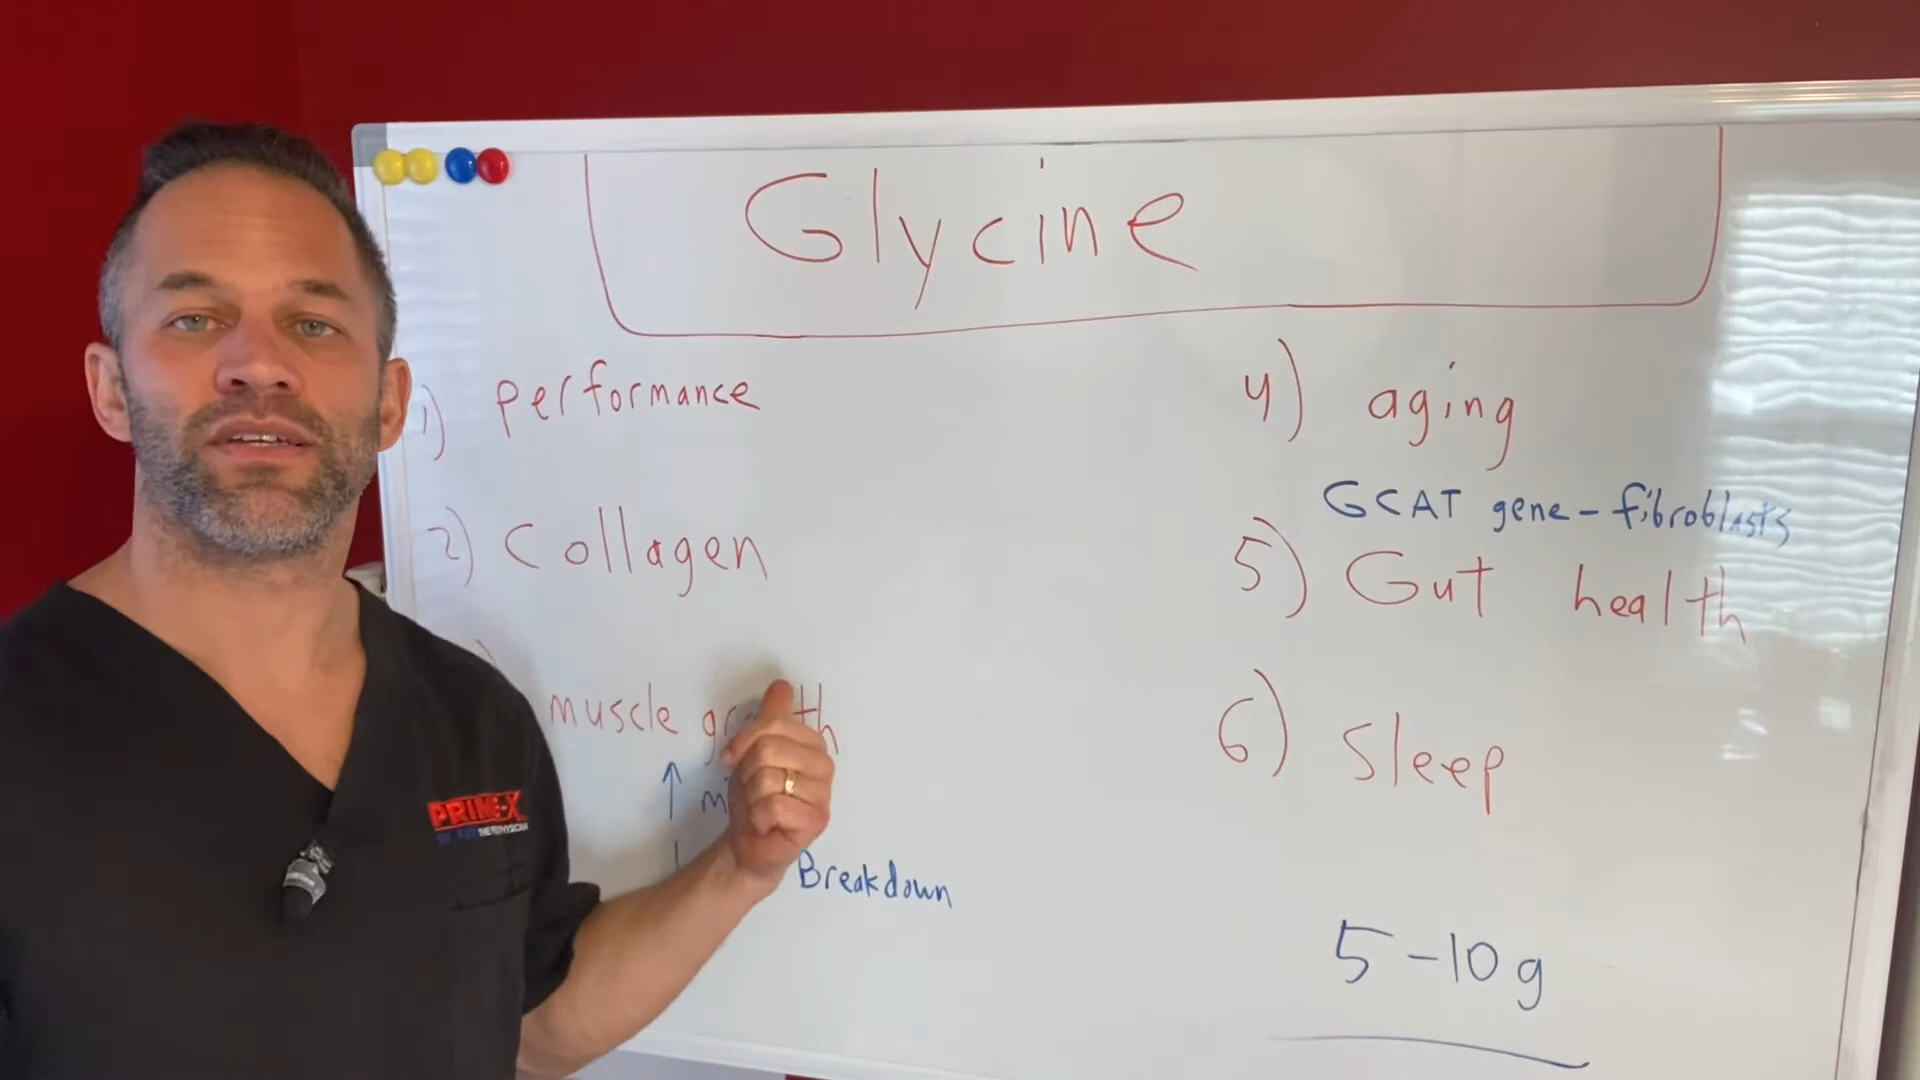 Glycine
1) performance
2) Collagen
muscle growth
↑
Breakdown
4) aging
GCAT gene - fibroblasts
5) Gut health
6) Sleep
5-10g
PRIME-X